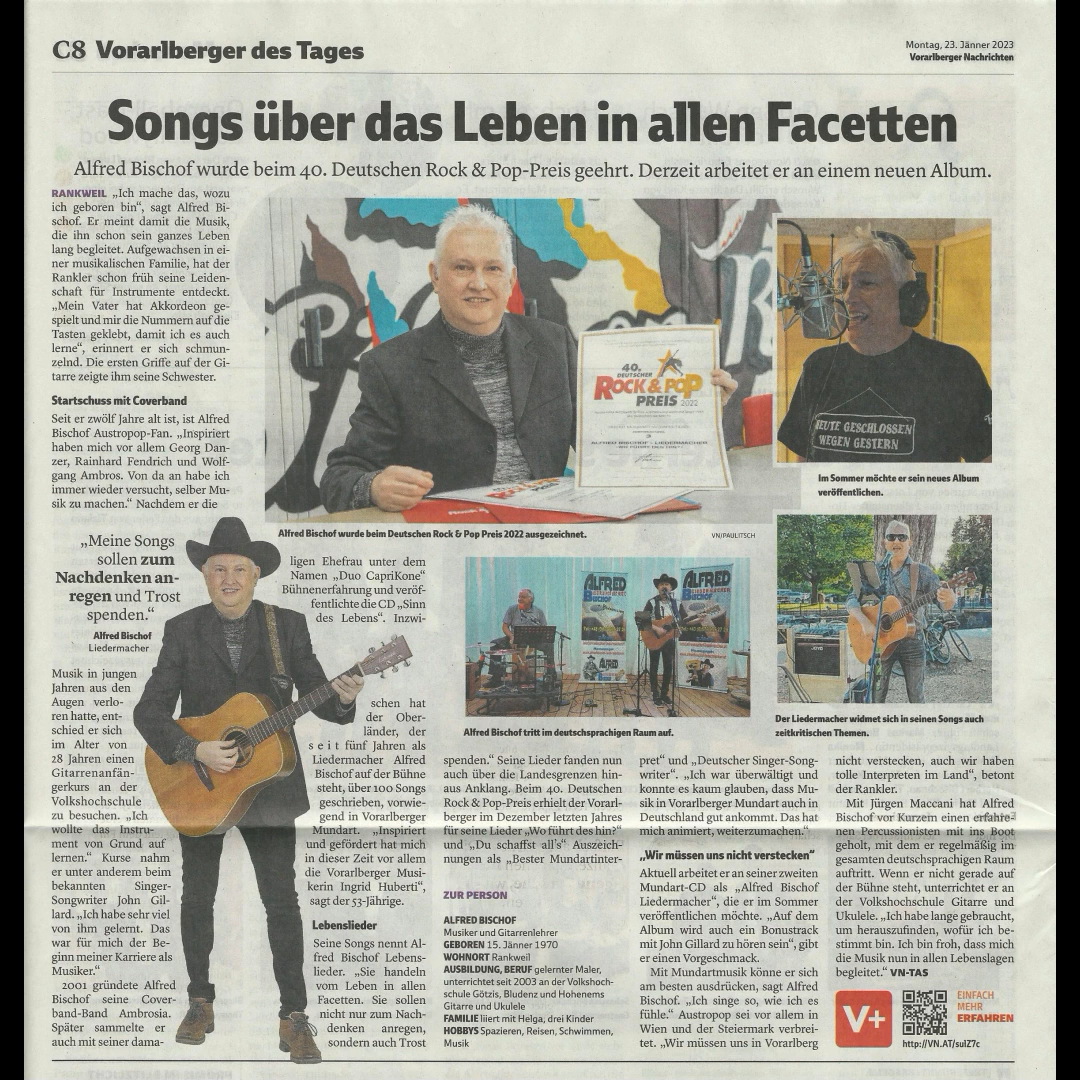 C8 Vorarlberger des Tages
Montag, 23. Jänner 2023
Vorarlberger Nachrichten
Songs über das Leben in allen Facetten
Alfred Bischof wurde beim 40. Deutschen Rock & Pop-Preis geehrt. Derzeit arbeitet er an einem neuen Album.
RANKWEIL „Ich mache das, wozu
ich geboren bin“, sagt Alfred Bi-
schof. Er meint damit die Musik,
die ihn schon sein ganzes Leben
lang begleitet. Aufgewachsen in ei-
ner musikalischen Familie, hat der
Rankler schon früh seine Leiden-
schaft für Instrumente entdeckt.
„Mein Vater hat Akkordeon ge-
spielt und mir die Nummern auf die
Tasten geklebt, damit ich es auch
lerne“, erinnert er sich schmun-
zelnd. Die ersten Griffe auf der Gi-
tarre zeigte ihm seine Schwester.
Startschuss mit Coverband
Seit er zwölf Jahre alt ist, ist Alfred
Bischof Austropop-Fan. „Inspiriert
haben mich vor allem Georg Dan-
zer, Rainhard Fendrich und Wolf-
gang Ambros. Von da an habe ich
immer wieder versucht, selber Mu-
sik zu machen.“ Nachdem er die
„Meine Songs
sollen zum
Nachdenken an-
regen und Trost
spenden.“
Alfred Bischof
Liedermacher
Musik in jungen
Jahren aus den
Augen verlo-
ren hatte, ent-
schied er sich
im Alter von
28 Jahren einen
Gitarrenanfän-
gerkurs an der
Volkshochschule
zu besuchen. „Ich
wollte das Instru-
ment von Grund auf
lernen.“ Kurse nahm
er unter anderem beim
bekannten Singer-
Songwriter John Gil-
lard. „Ich habe sehr viel
von ihm gelernt. Das
war für mich der Be-
ginn meiner Karriere als
Musiker.“
2001 gründete Alfred
Bischof seine Cover-
band-Band Ambrosia.
Später sammelte er
auch mit seiner dama-
ligen Ehefrau unter dem
Namen „Duo CapriKone“
Bühnenerfahrung und veröf-
fentlichte die CD „Sinn
des Lebens“. Inzwi-
schen hat
der Ober-
länder, der
seit fünf Jahren als
Liedermacher Alfred
Bischof auf der Bühne
steht, über 100 Songs
geschrieben, vorwie-
gend in Vorarlberger
Mundart. „Inspiriert
und gefördert hat mich
in dieser Zeit vor allem
die Vorarlberger Musi-
kerin Ingrid Huberti“,
sagt der 53-Jährige.
Lebenslieder
Seine Songs nennt Al-
fred Bischof Lebens-
lieder. „Sie handeln
vom Leben in allen
Facetten. Sie sollen
nicht nur zum Nach-
denken anregen,
sondern auch Trost
40.
DEUTSCHER
ROCK & POP
PREIS 2022
ALFRED BISCHOF - LIEDERMACHER
Alfred Bischof wurde beim Deutschen Rock & Pop Preis 2022 ausgezeichnet.
VN/PAULITSCH
HEUTE GESCHLOSSEN
WEGEN GESTERN
Im Sommer möchte er sein neues Album
veröffentlichen.
ALFRED
BISCHOF
ALFRED
BISCHOF
Alfred Bischof tritt im deutschsprachigen Raum auf.
Der Liedermacher widmet sich in seinen Songs auch
zeitkritischen Themen.
spenden.“ Seine Lieder fanden nun
auch über die Landesgrenzen hin-
aus Anklang. Beim 40. Deutschen
Rock & Pop-Preis erhielt der Vorarl-
berger im Dezember letzten Jahres
für seine Lieder „Wo führt des hin?“
und „Du schaffst all’s“ Auszeich-
nungen als „Bester Mundartinter-
ZUR PERSON
ALFRED BISCHOF
Musiker und Gitarrenlehrer
GEBOREN 15. Jänner 1970
WOHNORT Rankweil
AUSBILDUNG, BERUF gelernter Maler,
unterrichtet seit 2003 an der Volkshoch-
schule Götzis, Bludenz und Hohenems
Gitarre und Ukulele
FAMILIE liiert mit Helga, drei Kinder
HOBBYS Spazieren, Reisen, Schwimmen,
Musik
pret“ und „Deutscher Singer-Song-
writer“. „Ich war überwältigt und
konnte es kaum glauben, dass Mu-
sik in Vorarlberger Mundart auch in
Deutschland gut ankommt. Das hat
mich animiert, weiterzumachen.“
„Wir müssen uns nicht verstecken“
Aktuell arbeitet er an seiner zweiten
Mundart-CD als „Alfred Bischof
Liedermacher“, die er im Sommer
veröffentlichen möchte. „Auf dem
Album wird auch ein Bonustrack
mit John Gillard zu hören sein“, gibt
er einen Vorgeschmack.
Mit Mundartmusik könne er sich
am besten ausdrücken, sagt Alfred
Bischof. „Ich singe so, wie ich es
fühle.“ Austropop sei vor allem in
Wien und der Steiermark verbrei-
tet. „Wir müssen uns in Vorarlberg
nicht verstecken, auch wir haben
tolle Interpreten im Land“, betont
der Rankler.
Mit Jürgen Maccani hat Alfred
Bischof vor Kurzem einen erfahre-
nen Percussionisten mit ins Boot
geholt, mit dem er regelmäßig im
gesamten deutschsprachigen Raum
auftritt. Wenn er nicht gerade auf
der Bühne steht, unterrichtet er an
der Volkshochschule Gitarre und
Ukulele. „Ich habe lange gebraucht,
um herauszufinden, wofür ich be-
stimmt bin. Ich bin froh, dass mich
die Musik nun in allen Lebenslagen
begleitet.“ VN-TAS
V+
EINFACH
MEHR
ERFAHREN
http://VN.AT/sulZ7c